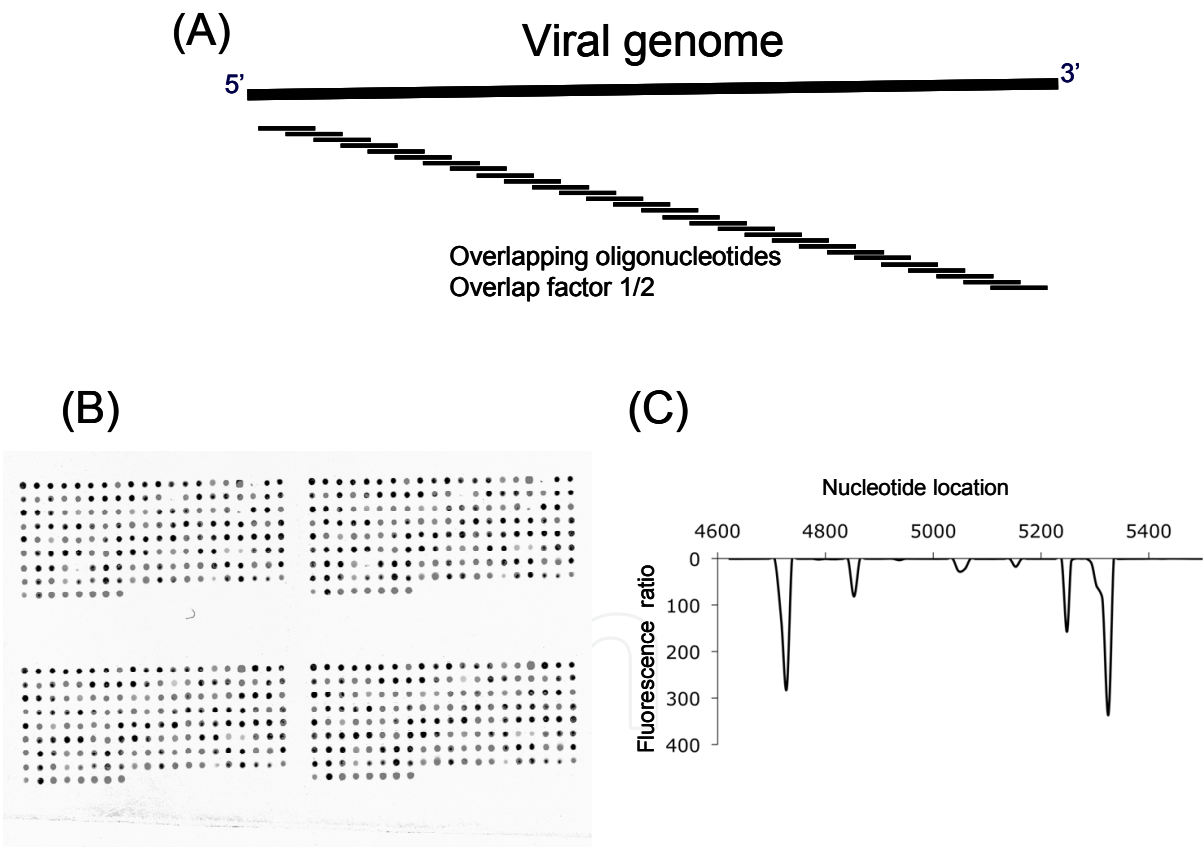 (A)
Viral genome
5’
3’
Overlapping oligonucleotides
Overlap factor 1/2
(B)
(C)
Nucleotide location
4600 4800 5000 5200 5400
Fluorescence ratio
0
100
200
300
400